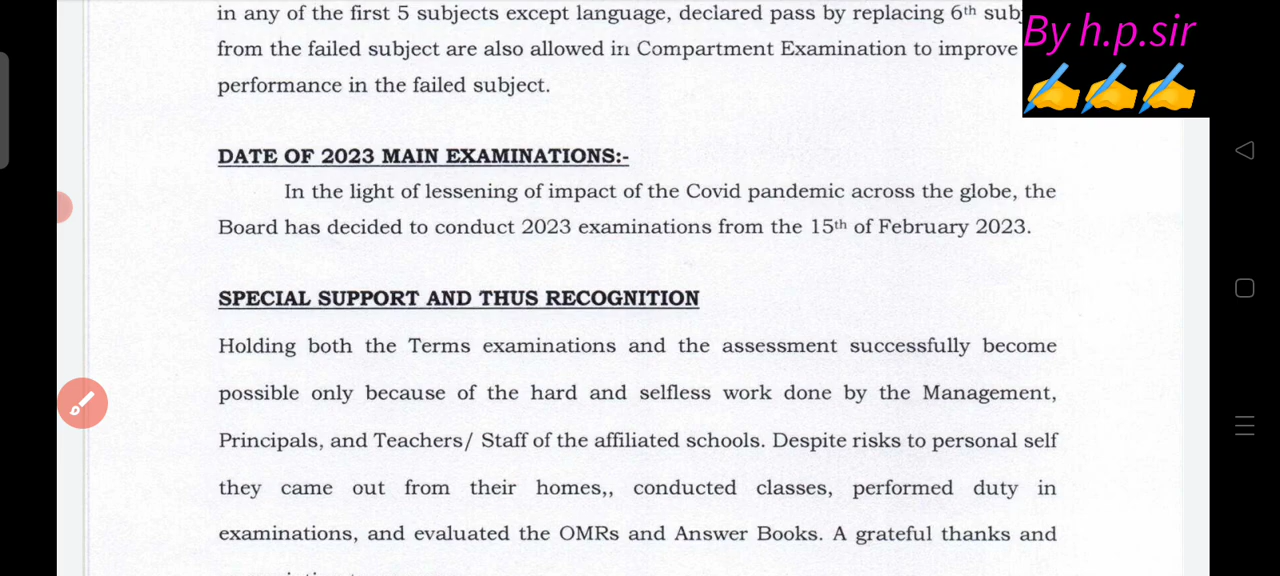 in any of the first 5 subjects except language, declared pass by replacing 6th
By h.p.sir
from the failed subject are also allowed in Compartment Examination to improve
performance in the failed subject.
DATE OF 2023 MAIN EXAMINATIONS:-
In the light of lessening of impact of the Covid pandemic across the globe, the
Board has decided to conduct 2023 examinations from the 15th of February 2023.
SPECIAL SUPPORT AND THUS RECOGNITION
Holding both the Terms examinations and the assessment successfully become
possible only because of the hard and selfless work done by the Management,
Principals, and Teachers/ Staff of the affiliated schools. Despite risks to personal self
they came out from their homes,, conducted classes, performed duty in
examinations, and evaluated the OMRs and Answer Books. A grateful thanks and